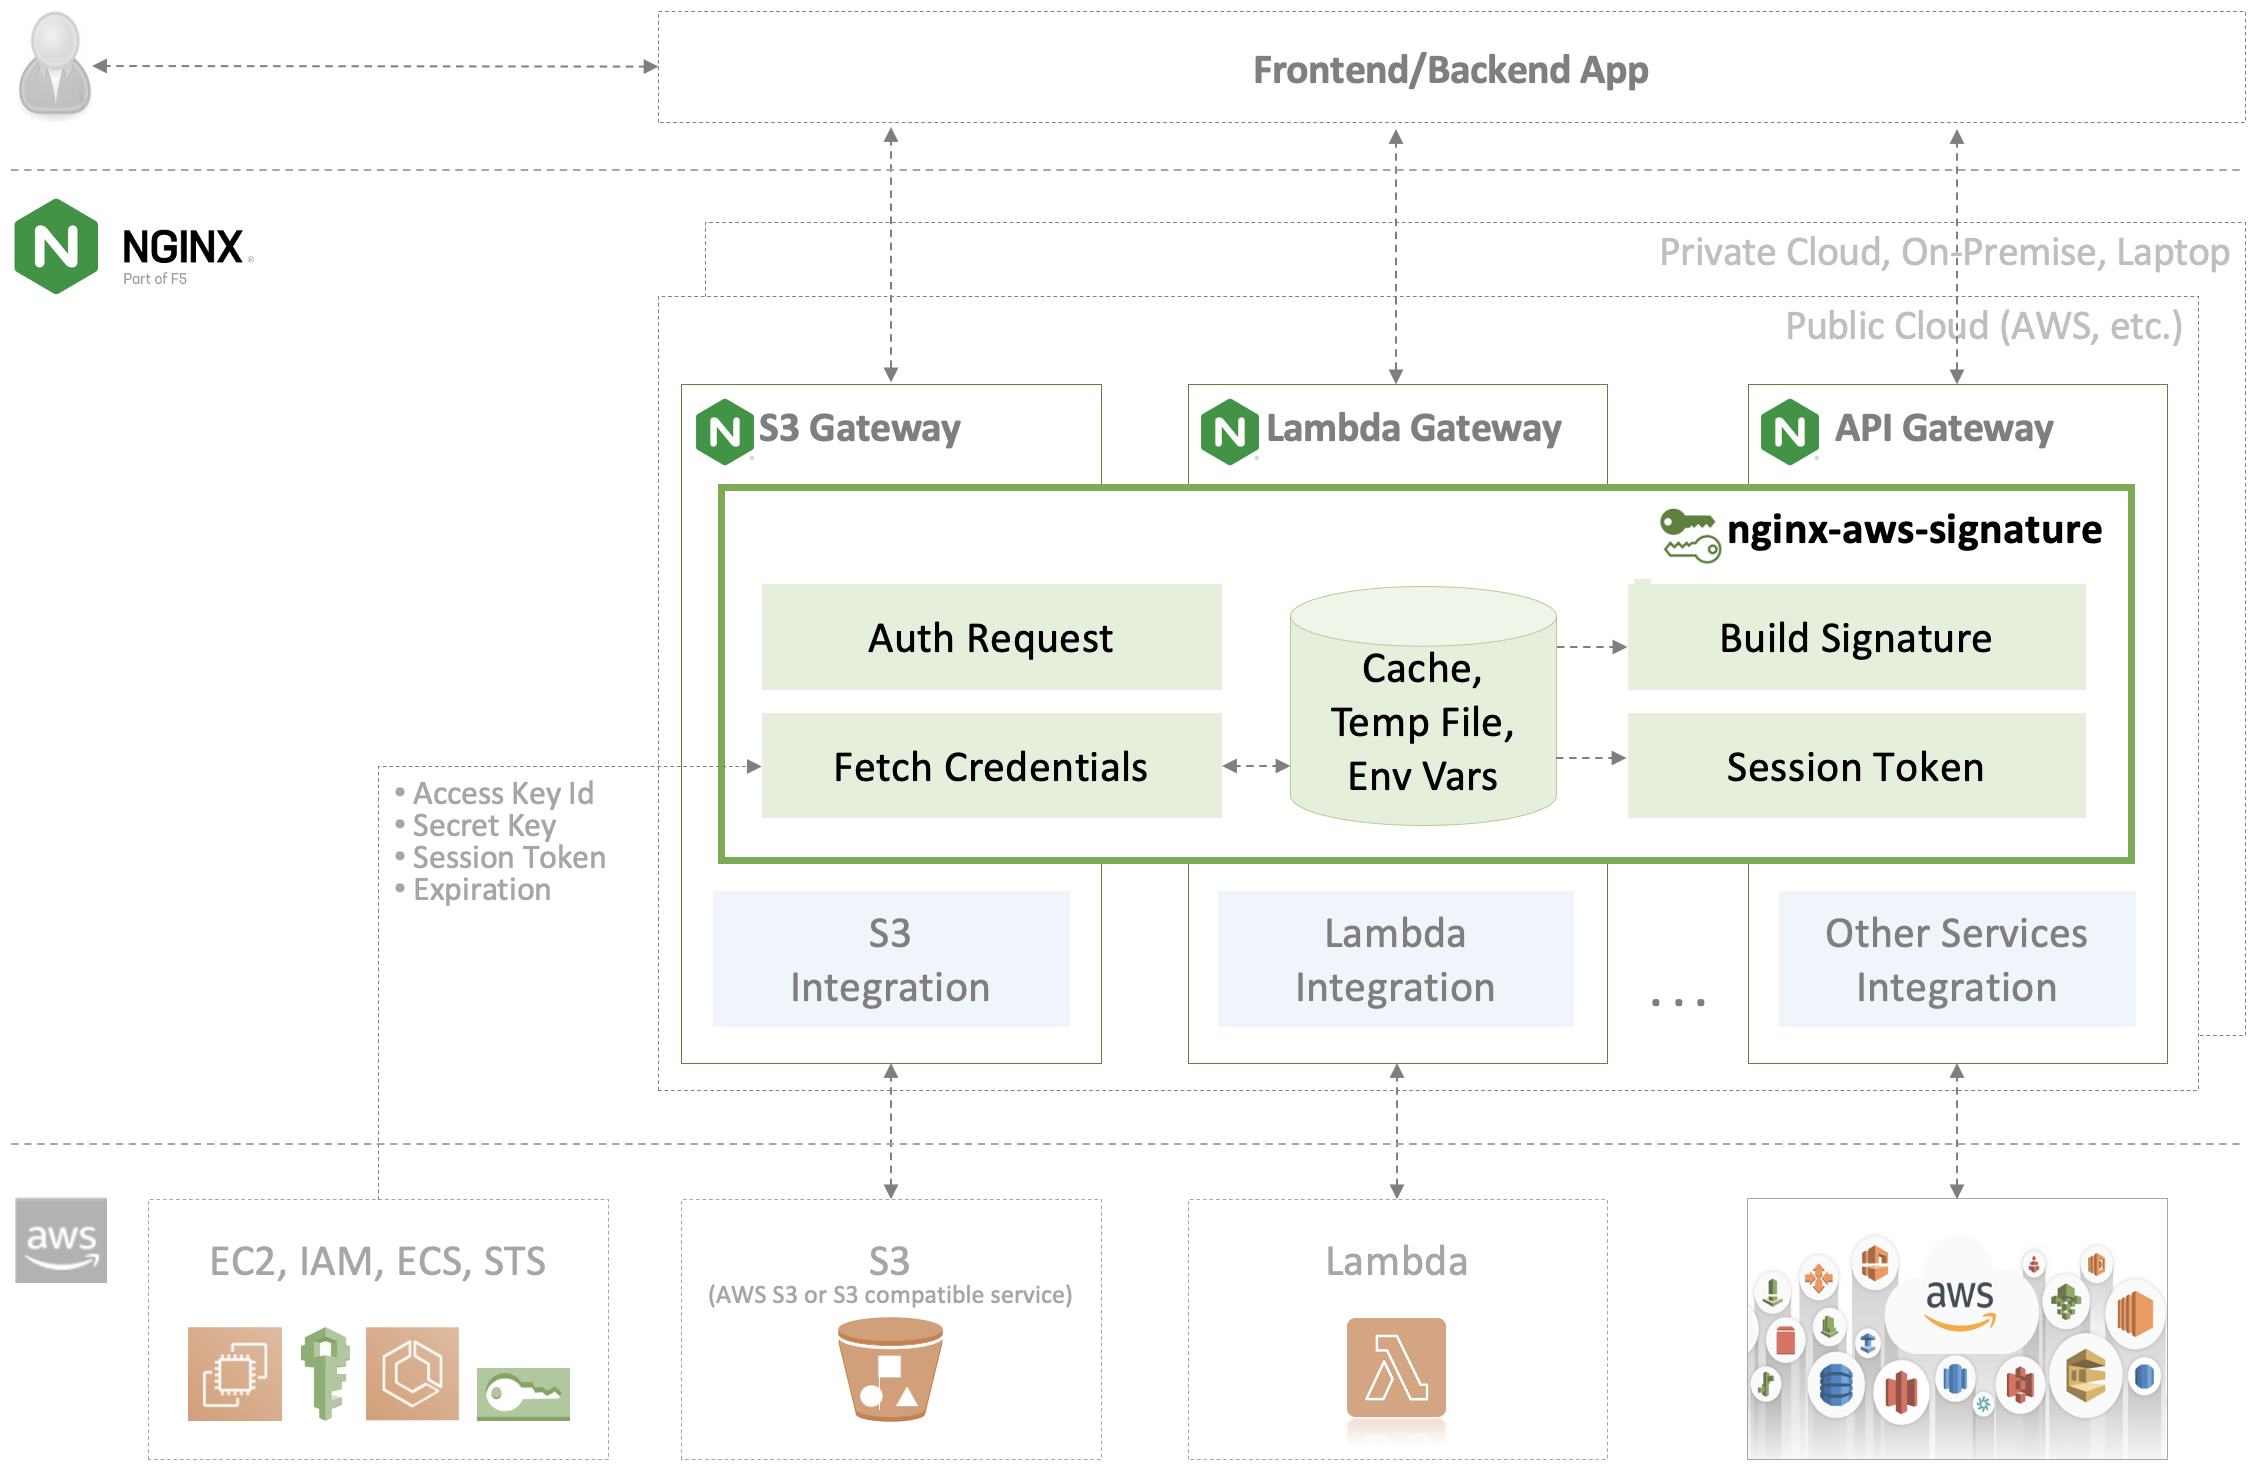 Frontend/Backend App
NGINX
Part of F5
Private Cloud, On-Premise, Laptop
Public Cloud (AWS, etc.)
S3 Gateway
Lambda Gateway
API Gateway
nginx-aws-signature
Auth Request
Build Signature
Cache,
Temp File,
Env Vars
Fetch Credentials
Session Token
• Access Key Id
• Secret Key
• Session Token
• Expiration
S3
Integration
Lambda
Integration
...
Other Services
Integration
aws
EC2, IAM, ECS, STS
S3
(AWS S3 or S3 compatible service)
Lambda
aws